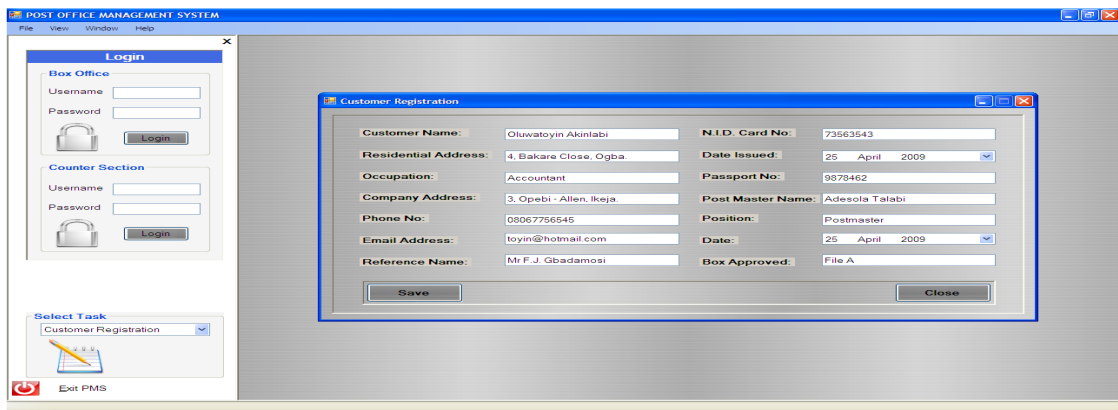 POST OFFICE MANAGEMENT SYSTEM
File View Window Help
Login
Box Office
Username
Password
Login
Counter Section
Username
Password
Login
Select Task
Customer Registration
Exit PMS
Customer Registration
Customer Name: Oluwatoyin Akinlabi N.I.D. Card No: 73563543
Residential Address: 4, Bakare Close, Ogba. Date Issued: 25 April 2009
Occupation: Accountant Passport No: 9878462
Company Address: 3, Opebi - Allen, Ikeja. Post Master Name: Adesola Talabi
Phone No: 08067756545 Position: Postmaster
Email Address: toyin@hotmail.com Date: 25 April 2009
Reference Name: Mr F.J. Gbadamosi Box Approved: File A
Save Close